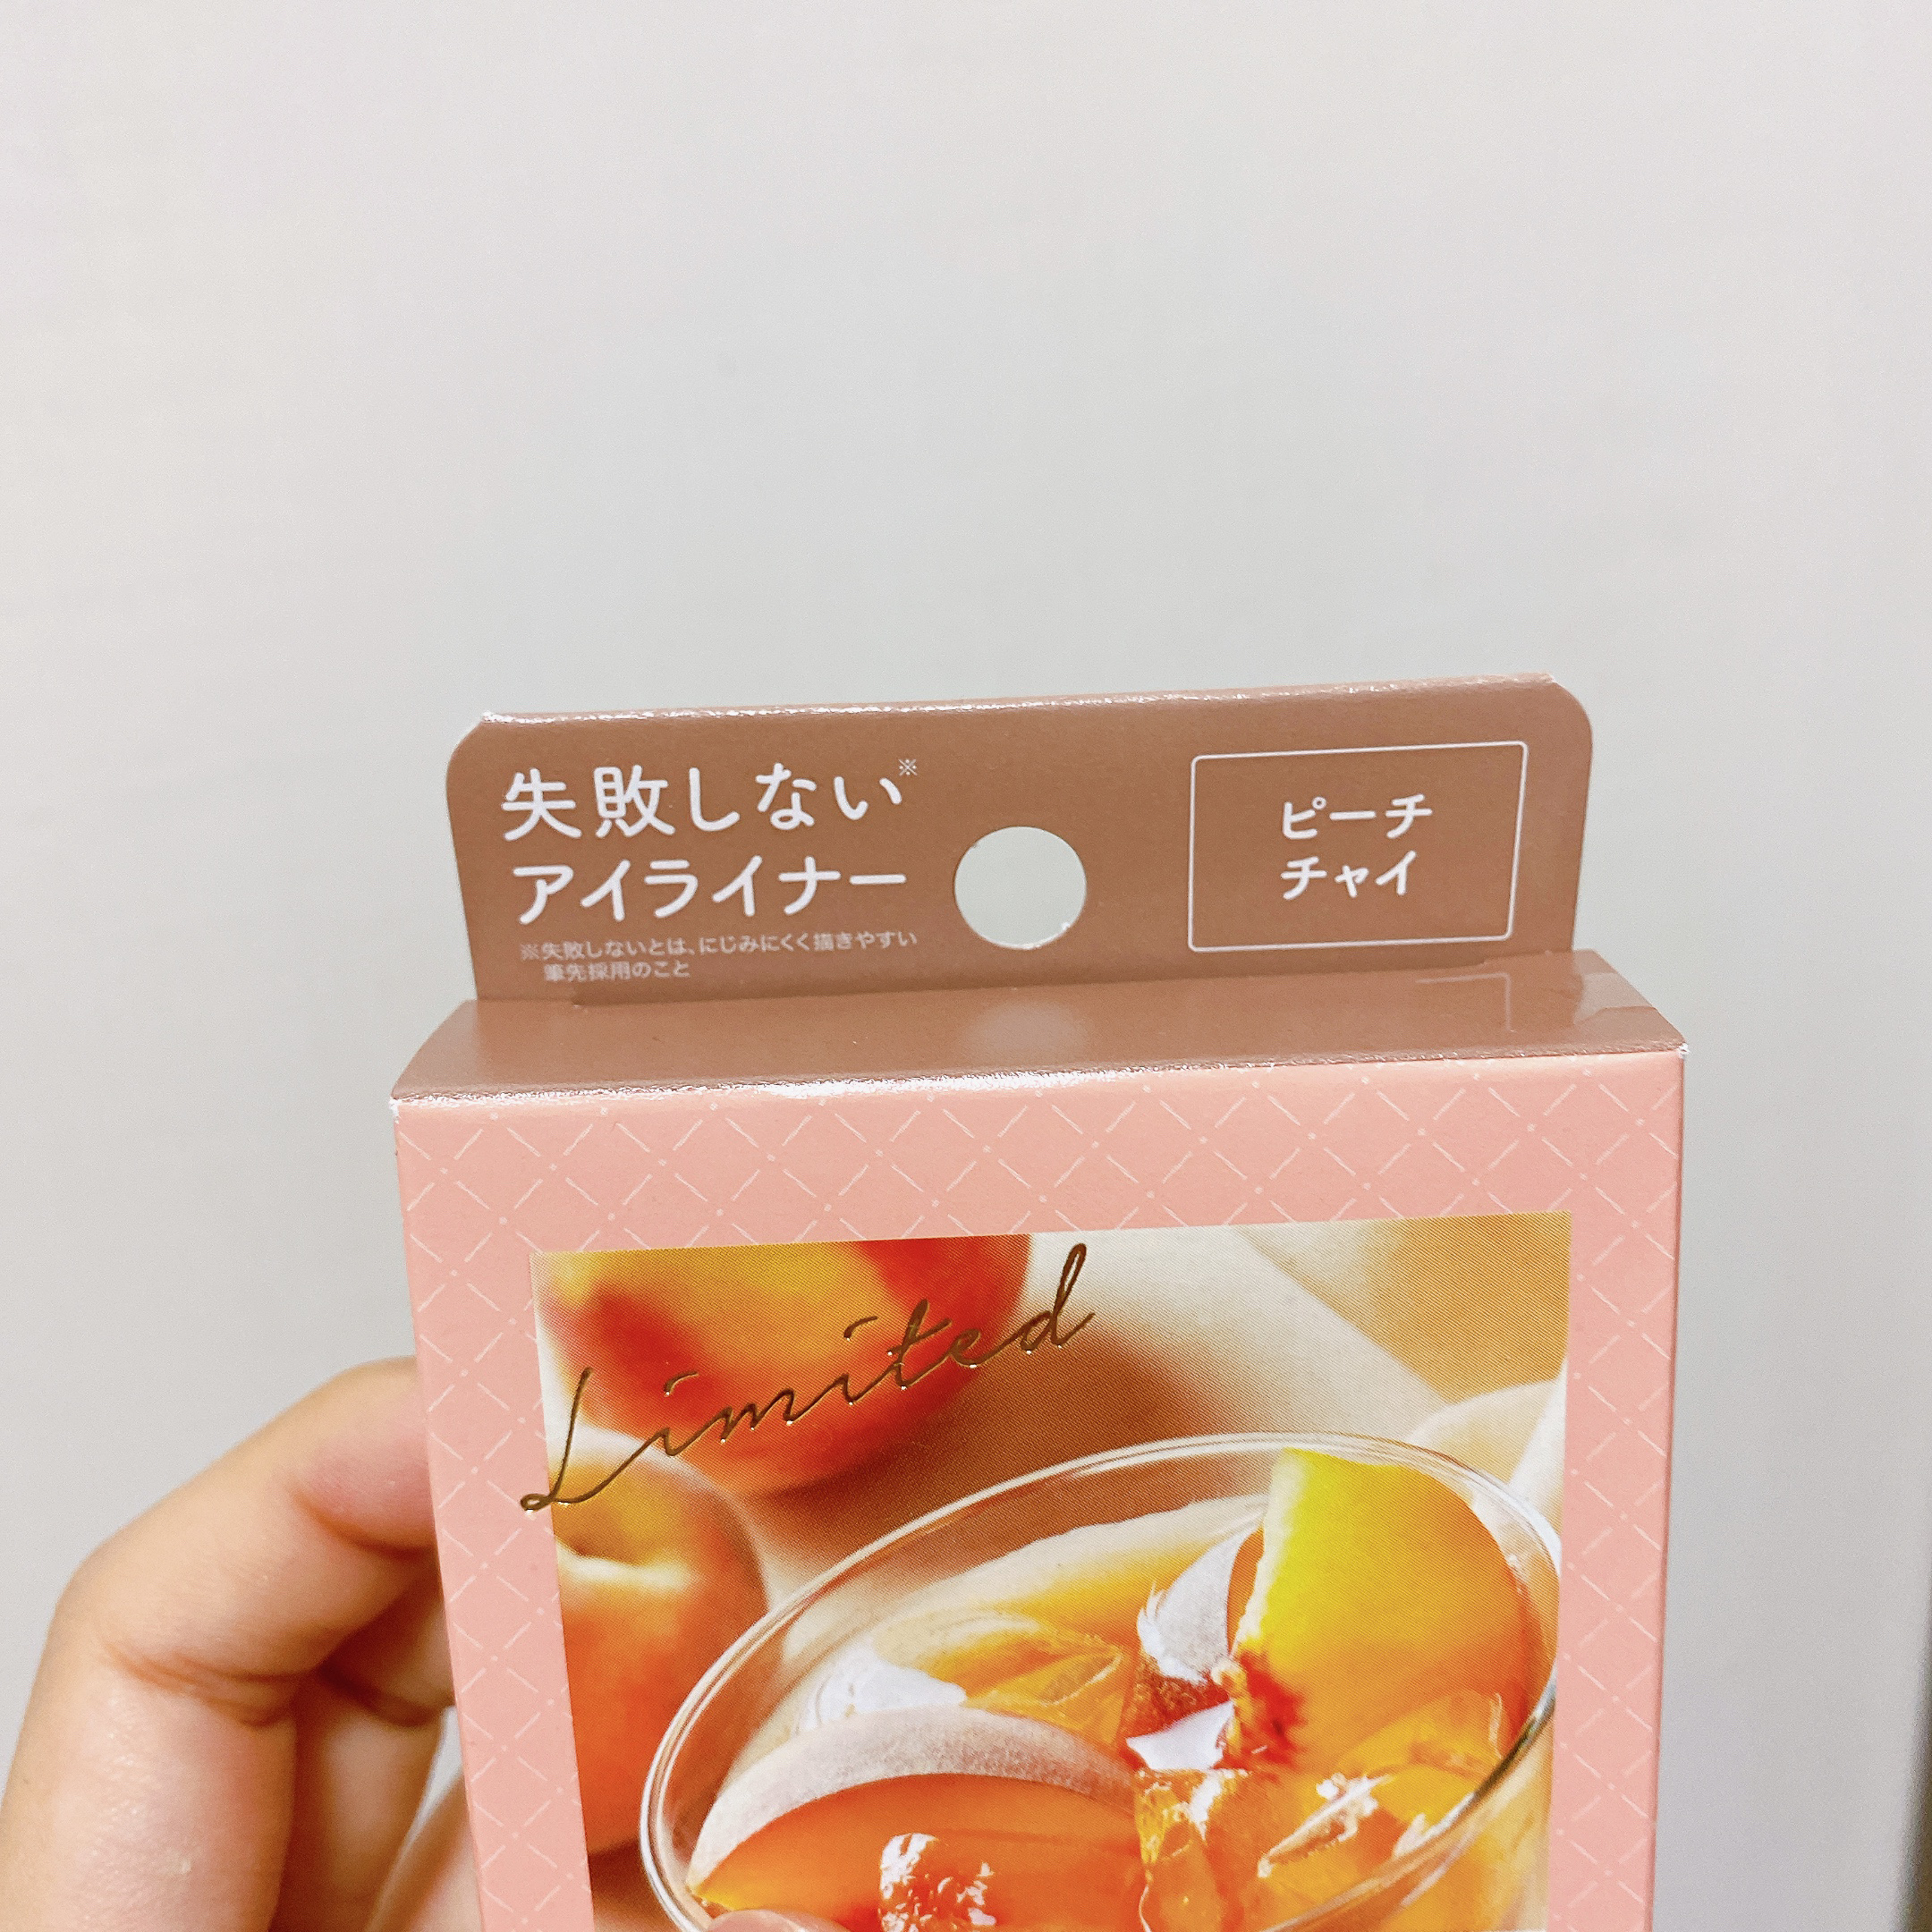 失敗しない※
アイライナー
※失敗しないとは、にじみにくく描きやすい
筆先採用のこと
ピーチ
チャイ
Limited